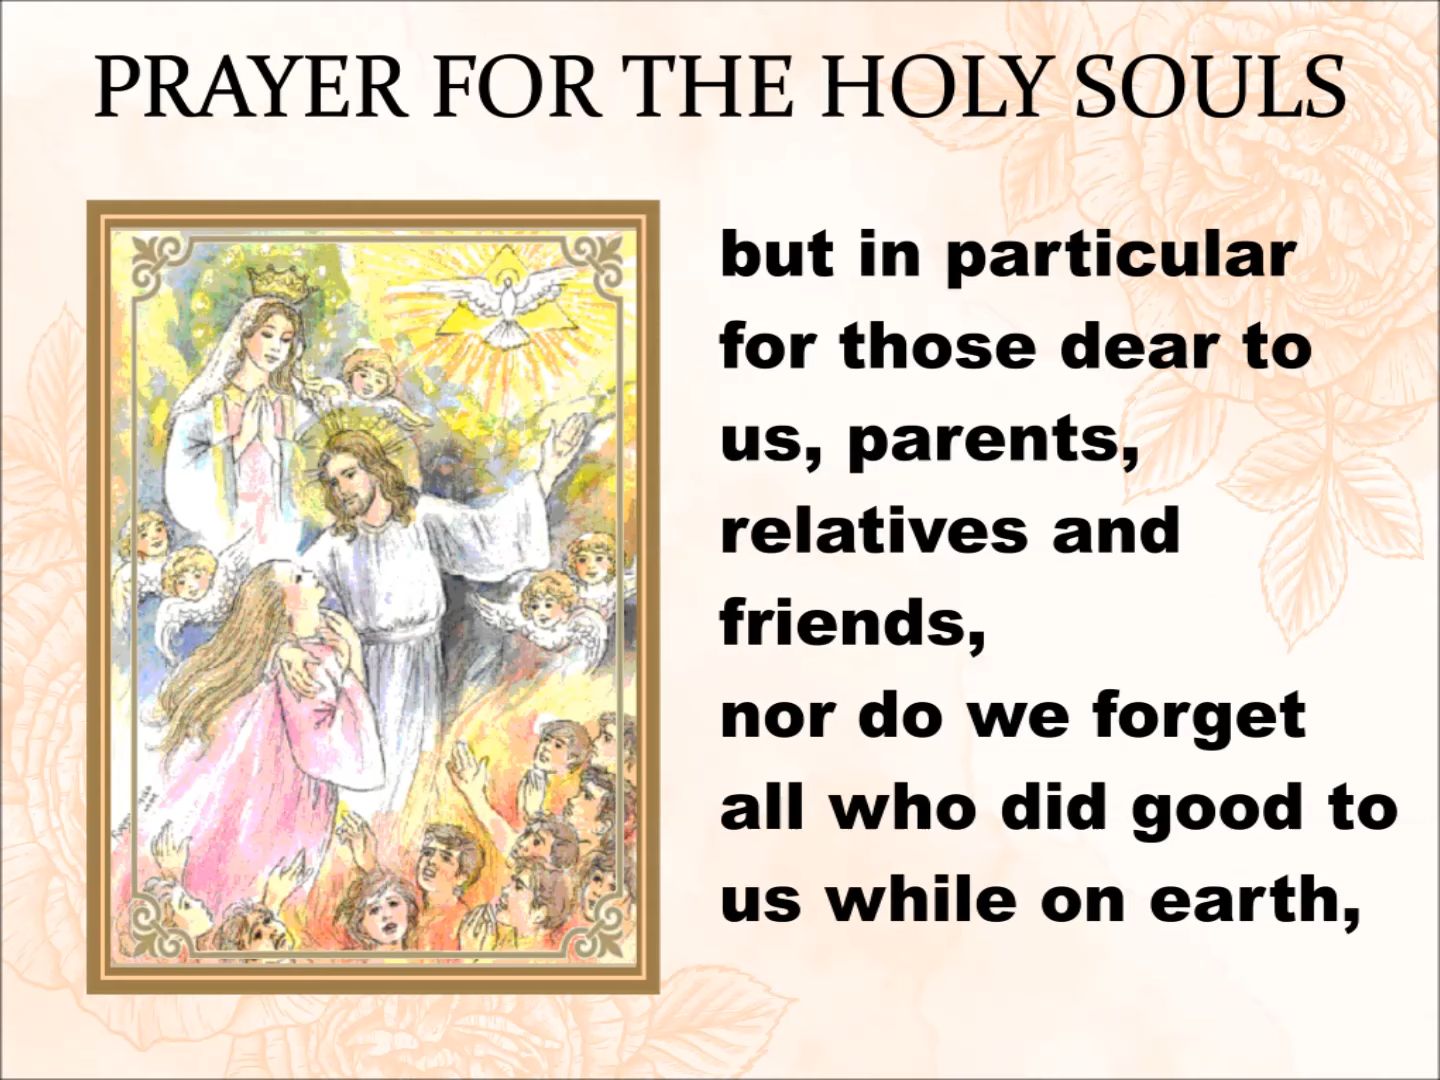 PRAYER FOR THE HOLY SOULS
but in particular
for those dear to
us, parents,
relatives and
friends,
nor do we forget
all who did good to
us while on earth,